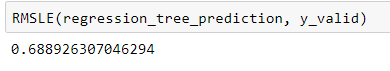 RMSLE(regression_tree_prediction, y_valid)
0.688926307046294